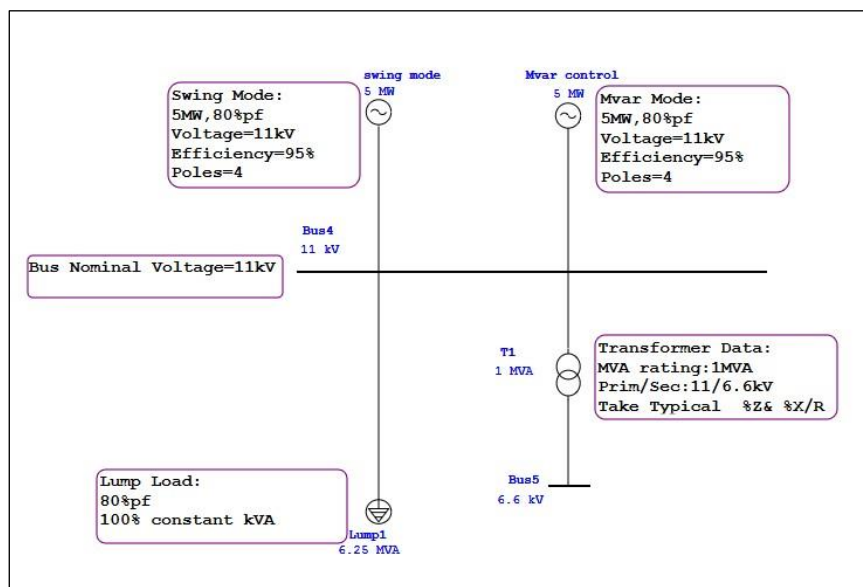 swing mode
5 MW
Mvar control
5 MW
Swing Mode:
5MW,80%pf
Voltage=11kV
Efficiency=95%
Poles=4
Mvar Mode:
5MW,80%pf
Voltage=11kV
Efficiency=95%
Poles=4
Bus4
11 kV
Bus Nominal Voltage=11kV
T1
1 MVA
Transformer Data:
MVA rating:1MVA
Prim/Sec:11/6.6kV
Take Typical %Z& %X/R
Bus5
6.6 kV
Lump Load:
80%pf
100% constant kVA
Lump1
6.25 MVA